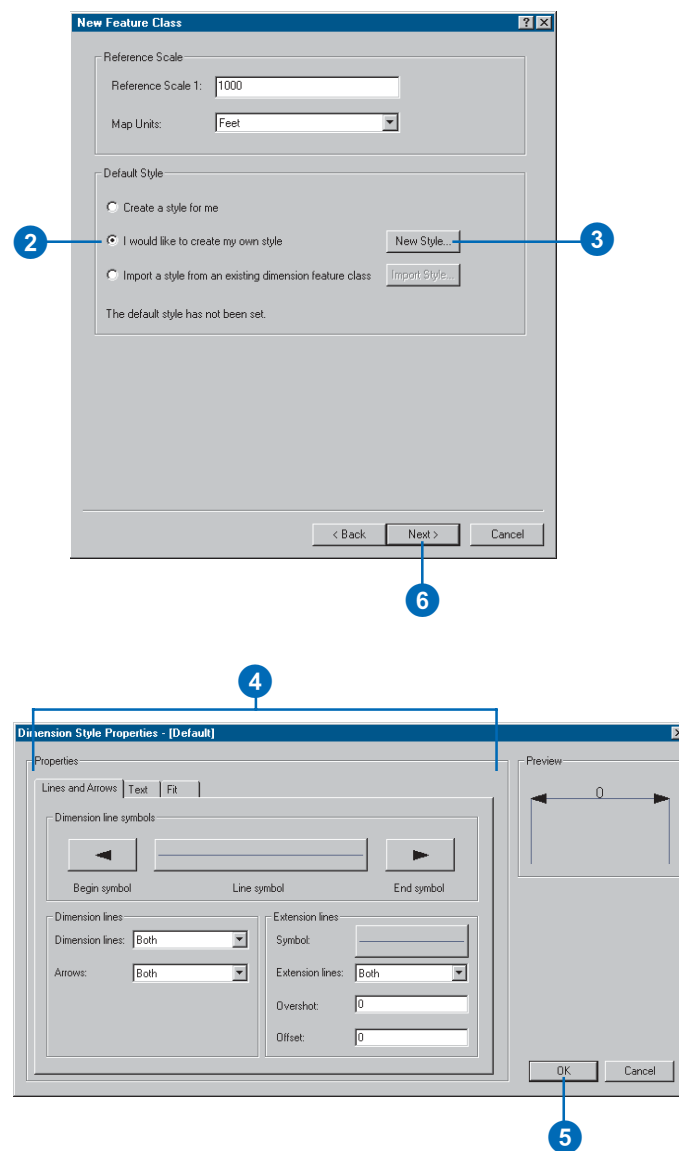 New Feature Class
Reference Scale
Reference Scale 1: 1000
Map Units: Feet
Default Style
Create a style for me
2 I would like to create my own style New Style... 3
Import a style from an existing dimension feature class Import Style...
The default style has not been set.
< Back Next > Cancel
6
4
Dimension Style Properties - [Default]
Properties
Preview
Lines and Arrows Text Fit
0
Dimension line symbols
Begin symbol Line symbol End symbol
Dimension lines
Extension lines
Dimension lines: Both
Symbol:
Arrows: Both
Extension lines: Both
Overshot: 0
Offset: 0
OK Cancel
5